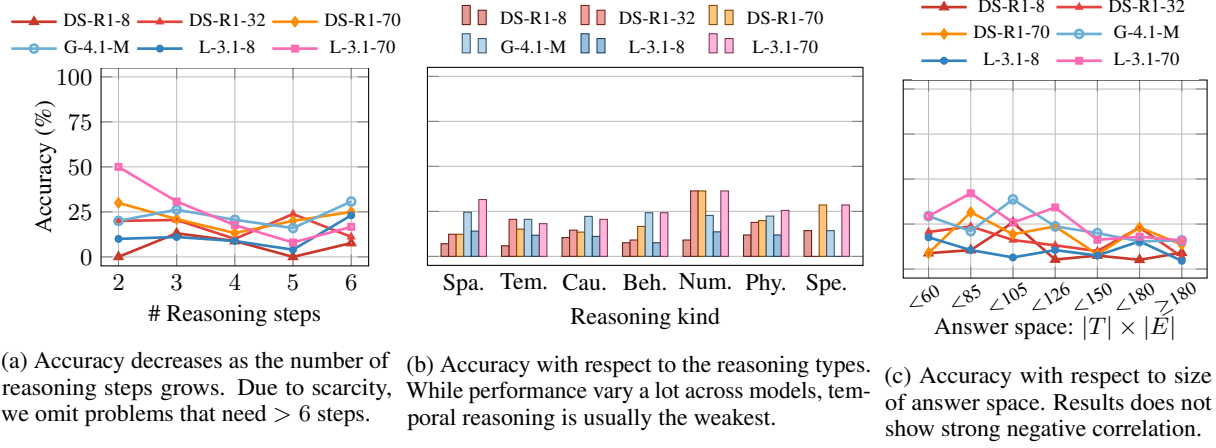 DS-R1-8 DS-R1-32 DS-R1-70
G-4.1-M L-3.1-8 L-3.1-70
100
75
50
25
0
Accuracy (%)
2 3 4 5 6
# Reasoning steps
(a) Accuracy decreases as the number of
reasoning steps grows. Due to scarcity,
we omit problems that need > 6 steps.
DS-R1-8 DS-R1-32 DS-R1-70
G-4.1-M L-3.1-8 L-3.1-70
Spa. Tem. Cau. Beh. Num. Phy. Spe.
Reasoning kind
(b) Accuracy with respect to the reasoning types.
While performance vary a lot across models, tem-
poral reasoning is usually the weakest.
DS-R1-8 DS-R1-32
DS-R1-70 G-4.1-M
L-3.1-8 L-3.1-70
<60 <85 <105 <126 <150 <180 ≥180
Answer space: |T| × |E|
(c) Accuracy with respect to size
of answer space. Results does not
show strong negative correlation.